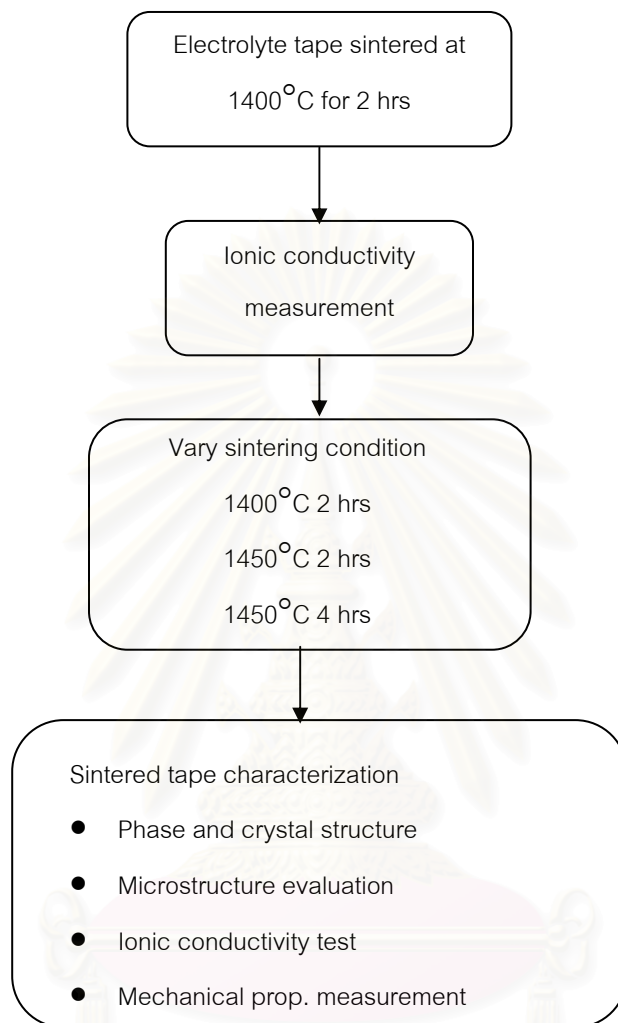 Electrolyte tape sintered at
1400°C for 2 hrs
Ionic conductivity
measurement
Vary sintering condition
1400°C 2 hrs
1450°C 2 hrs
1450°C 4 hrs
Sintered tape characterization
● Phase and crystal structure
● Microstructure evaluation
● Ionic conductivity test
● Mechanical prop. measurement